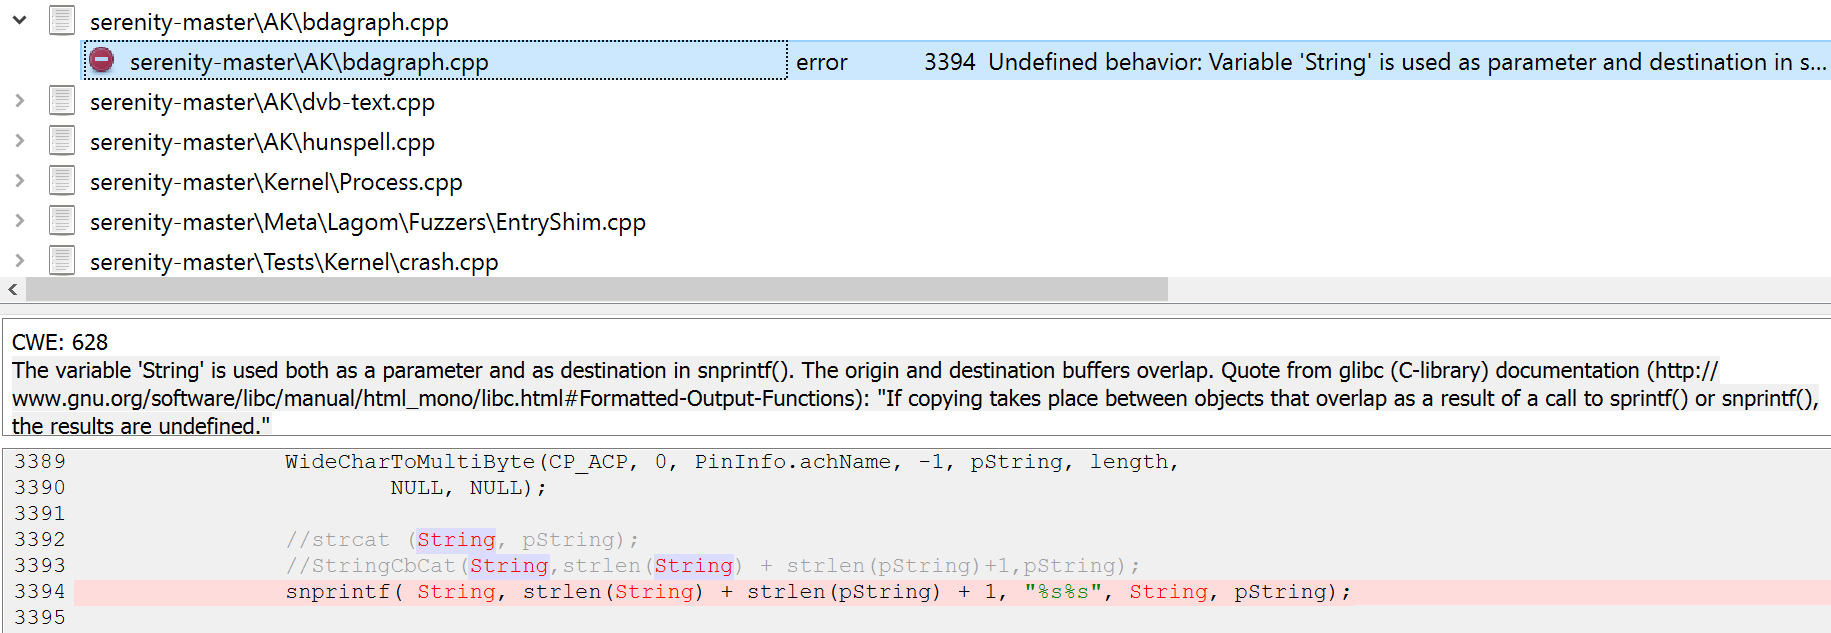 serenity-master\AK\bdagraph.cpp
serenity-master\AK\bdagraph.cpp error 3394 Undefined behavior: Variable 'String' is used as parameter and destination in s...
serenity-master\AK\dvb-text.cpp
serenity-master\AK\hunspell.cpp
serenity-master\Kernel\Process.cpp
serenity-master\Meta\Lagom\Fuzzers\EntryShim.cpp
serenity-master\Tests\Kernel\crash.cpp
CWE: 628
The variable 'String' is used both as a parameter and as destination in snprintf(). The origin and destination buffers overlap. Quote from glibc (C-library) documentation (http://
www.gnu.org/software/libc/manual/html_mono/libc.html#Formatted-Output-Functions): "If copying takes place between objects that overlap as a result of a call to sprintf() or snprintf(),
the results are undefined."
3389 WideCharToMultiByte(CP_ACP, 0, PinInfo.achName, -1, pString, length,
3390 NULL, NULL);
3391
3392 //strcat (String, pString);
3393 //StringCbCat(String,strlen(String) + strlen(pString)+1,pString);
3394 snprintf( String, strlen(String) + strlen(pString) + 1, "%s%s", String, pString);
3395